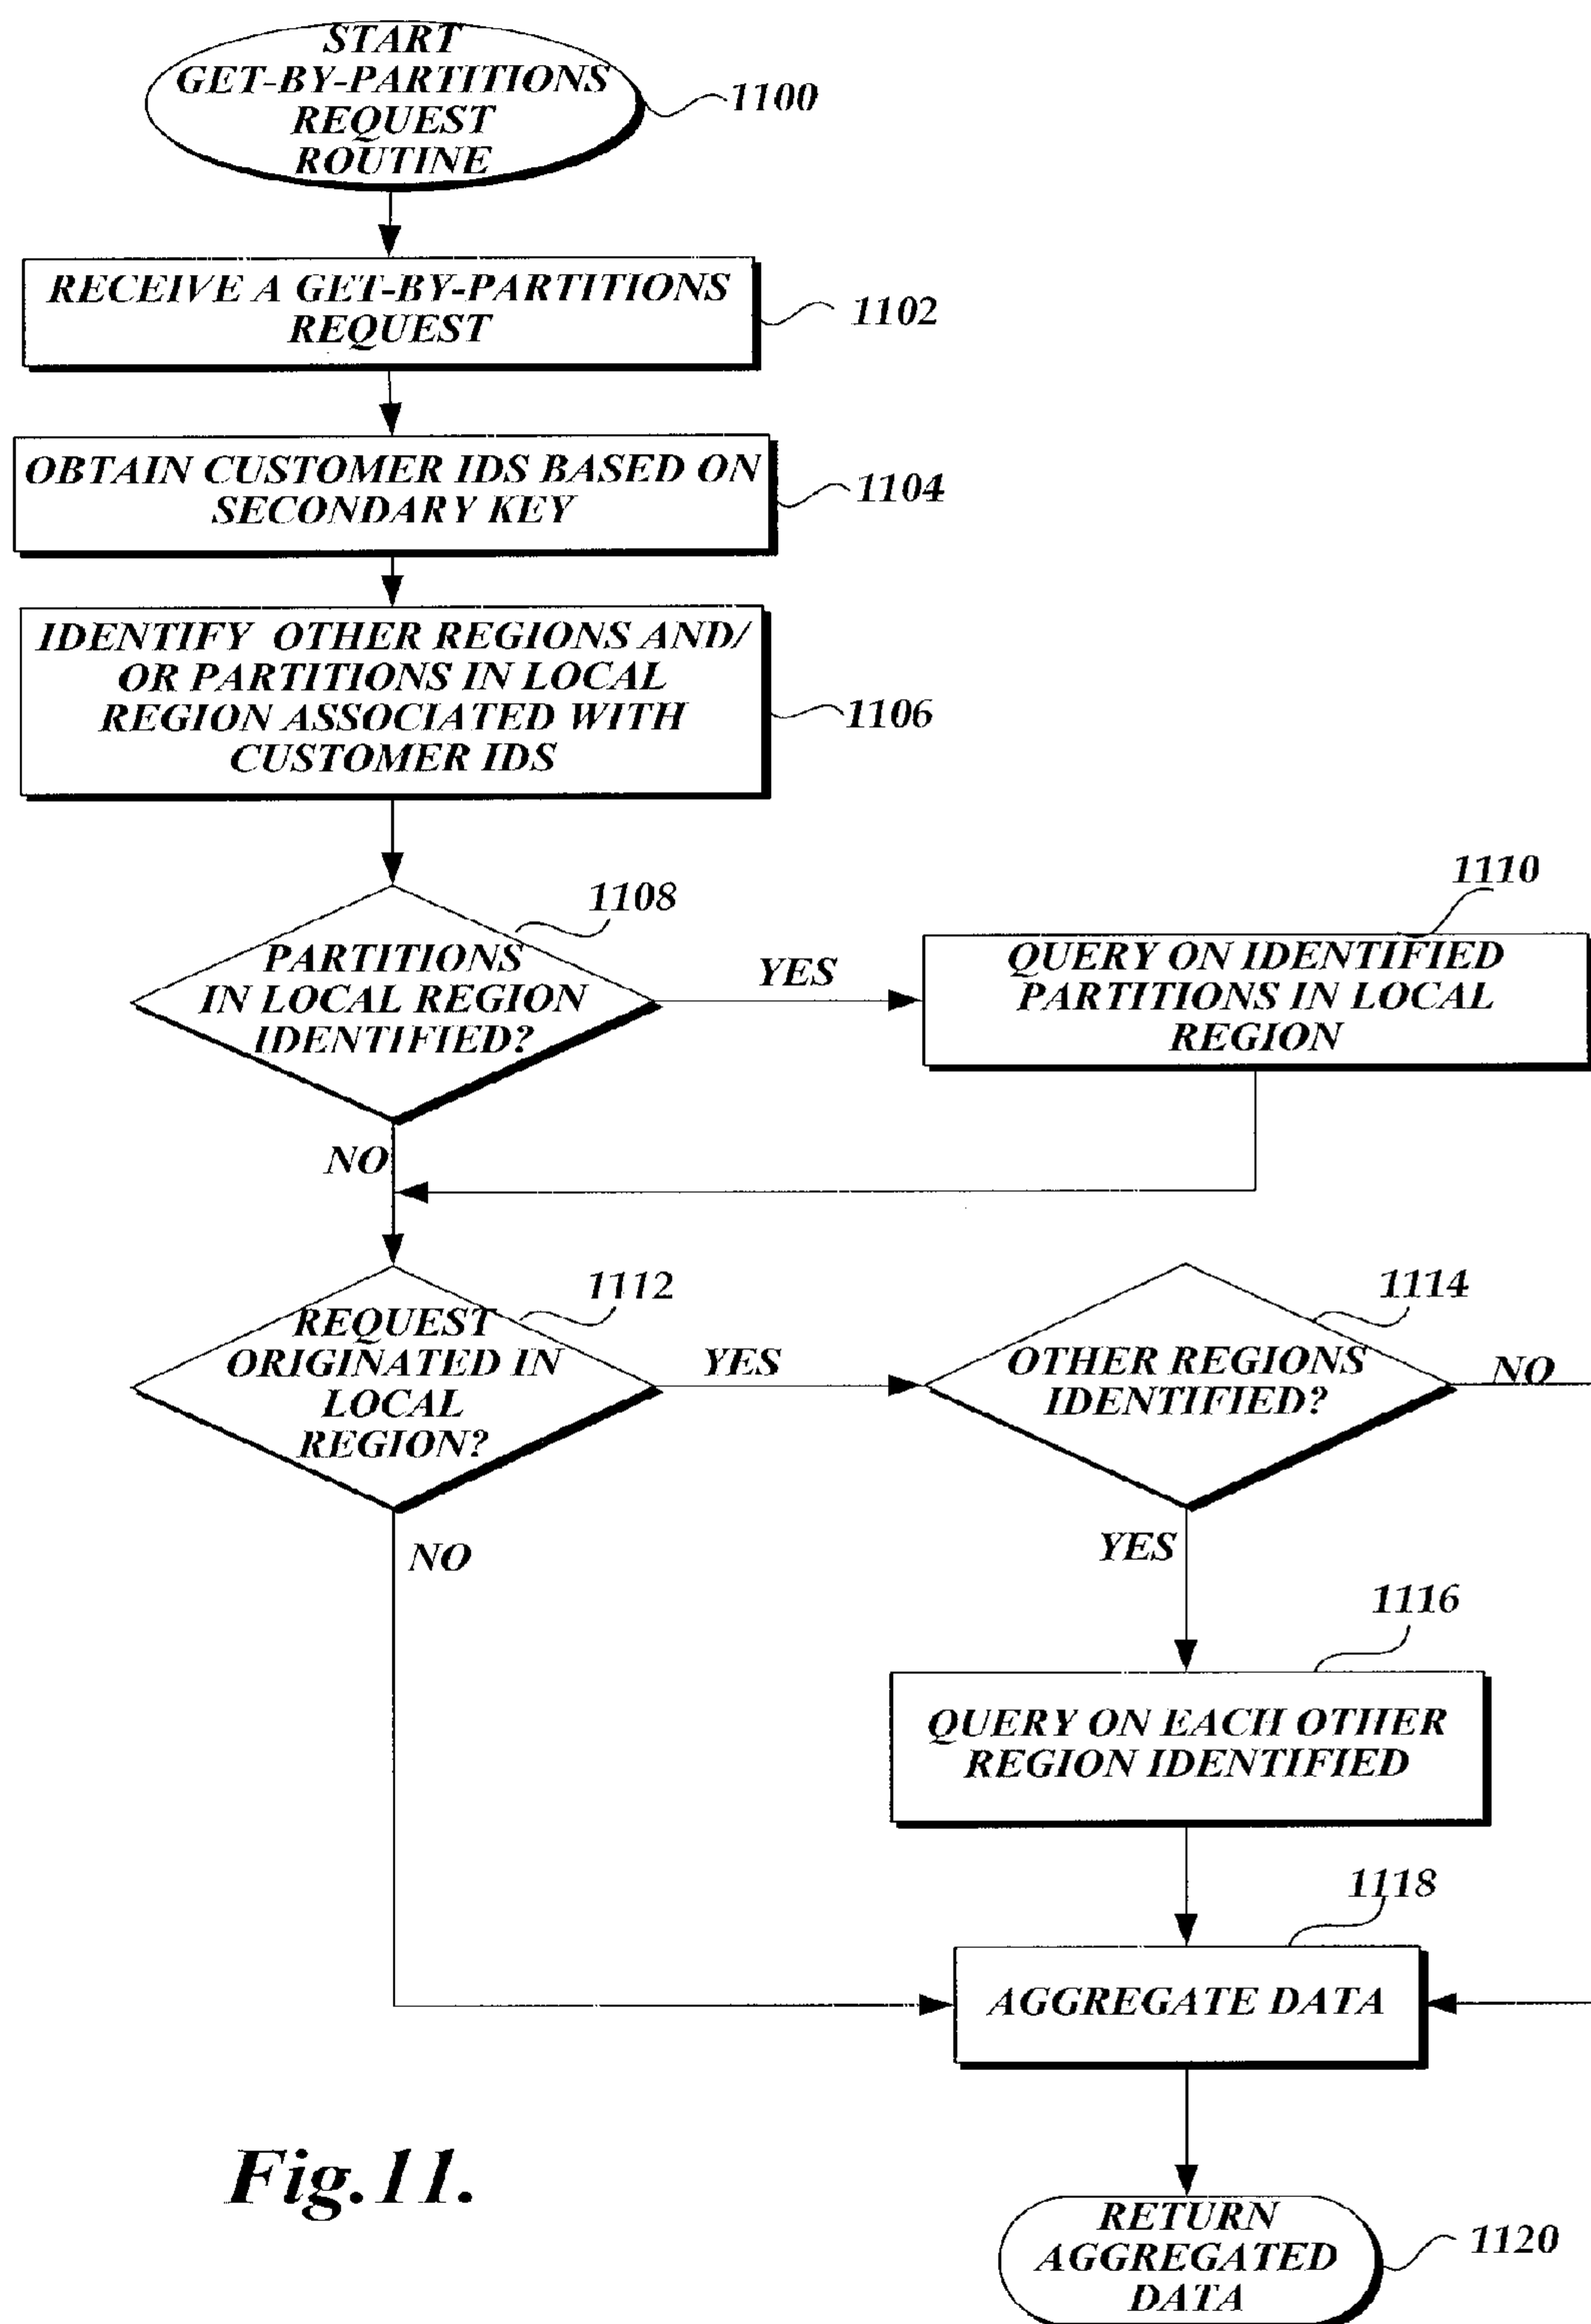 START
GET-BY-PARTITIONS
REQUEST
ROUTINE
1100
RECEIVE A GET-BY-PARTITIONS
REQUEST
1102
OBTAIN CUSTOMER IDS BASED ON
SECONDARY KEY
1104
IDENTIFY OTHER REGIONS AND/
OR PARTITIONS IN LOCAL
REGION ASSOCIATED WITH
CUSTOMER IDS
1106
1108
PARTITIONS
IN LOCAL REGION
IDENTIFIED?
YES
1110
QUERY ON IDENTIFIED
PARTITIONS IN LOCAL
REGION
NO
1112
REQUEST
ORIGINATED IN
LOCAL
REGION?
YES
1114
OTHER REGIONS
IDENTIFIED?
NO
NO
YES
1116
QUERY ON EACH OTHER
REGION IDENTIFIED
1118
AGGREGATE DATA
Fig.11.
RETURN
AGGREGATED
DATA
1120